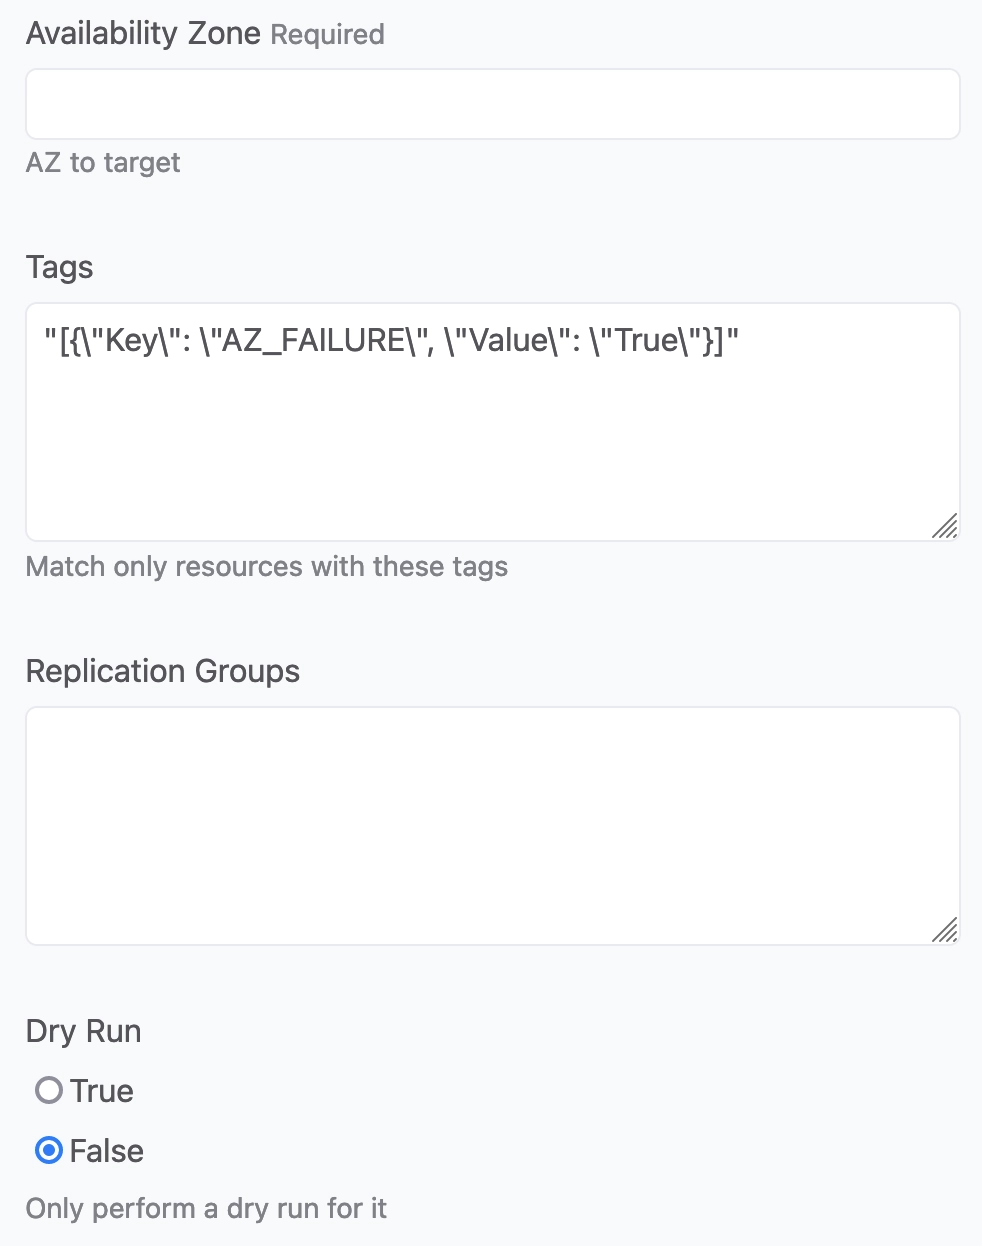 Availability Zone Required
AZ to target
Tags
"[{\"Key\": \"AZ_FAILURE\", \"Value\": \"True\"}]"
Match only resources with these tags
Replication Groups
Dry Run
True
False
Only perform a dry run for it